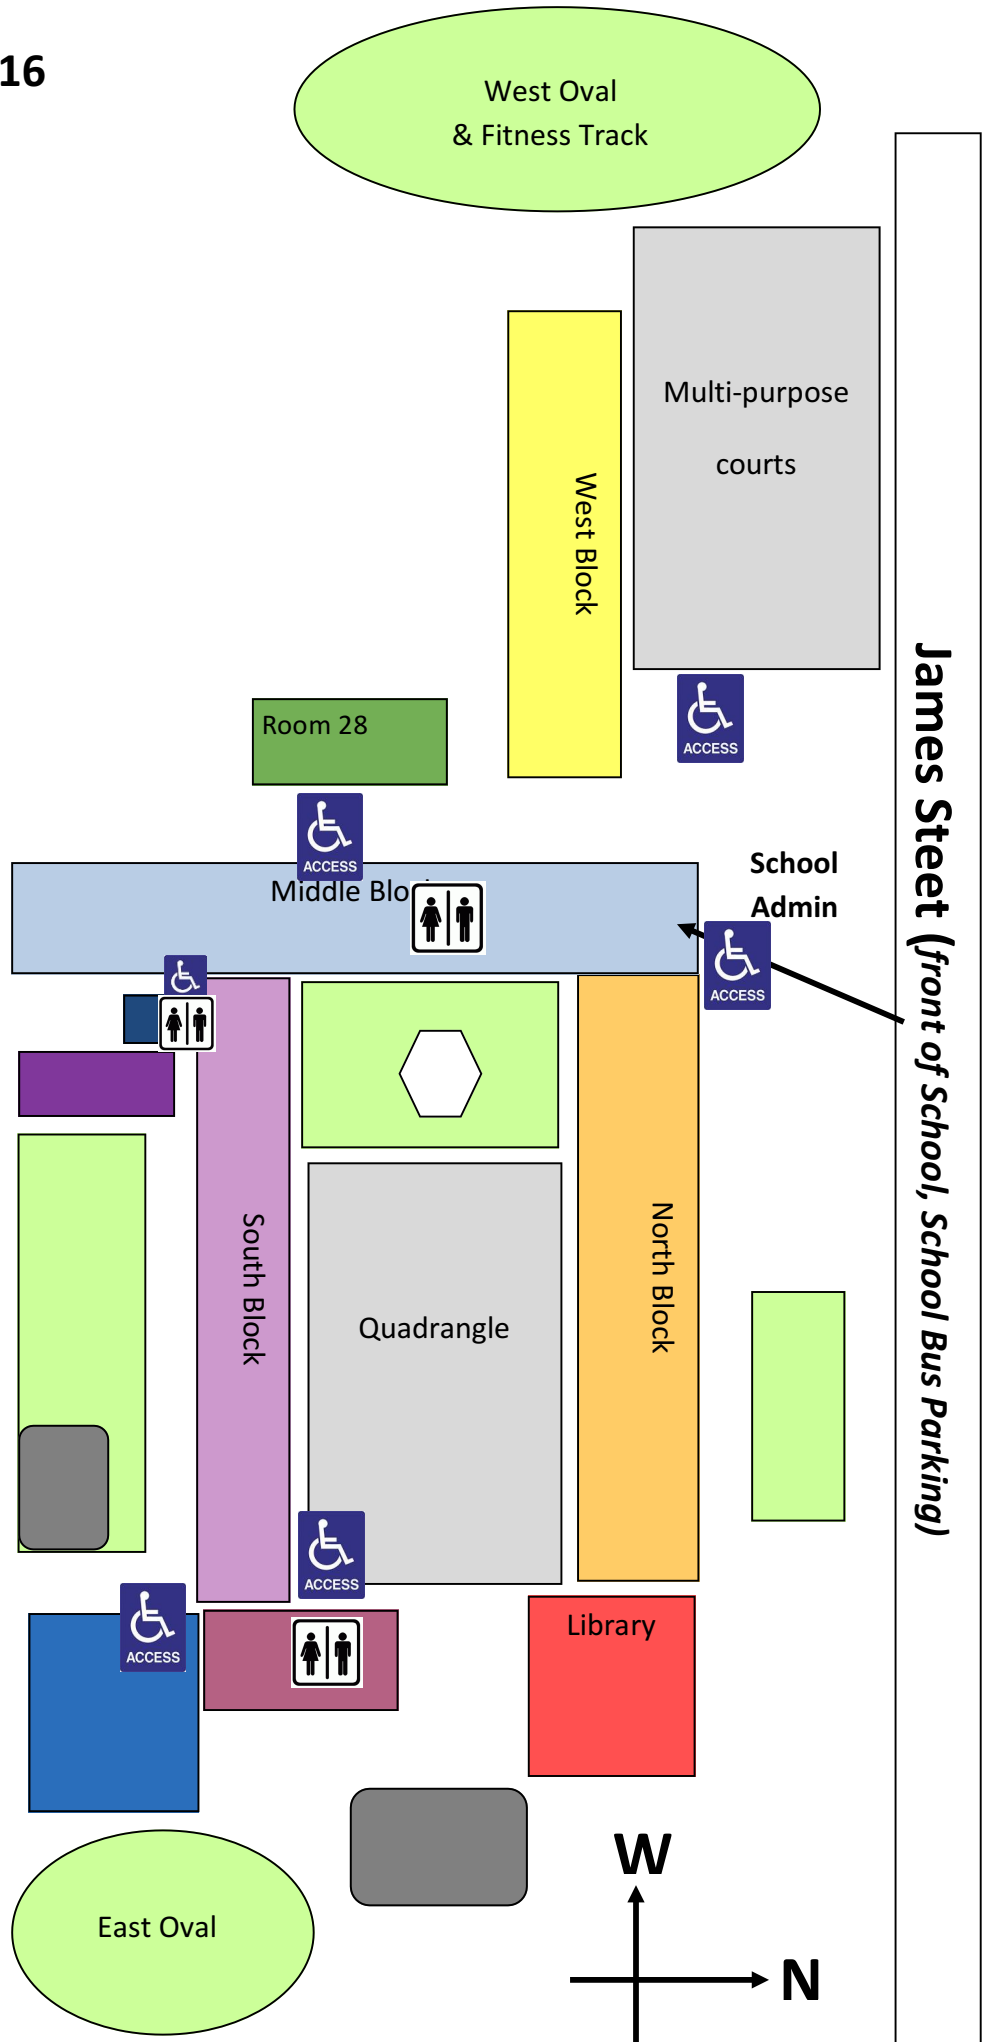 16
West Oval
& Fitness Track
Multi-purpose
courts
West Block
ACCESS
Room 28
ACCESS
School
Admin
Middle Blo
ACCESS
James Steet (front of School, School Bus Parking)
South Block
North Block
Quadrangle
ACCESS
ACCESS
Library
W
East Oval
N